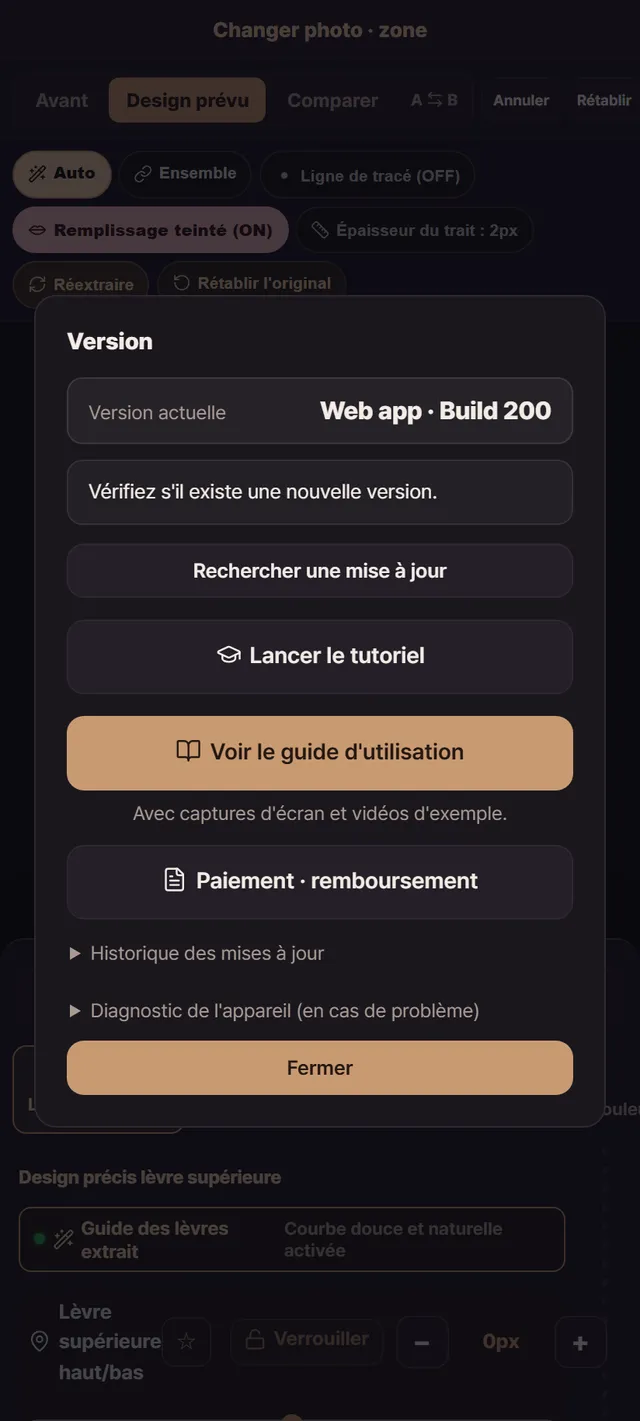 Changer photo · zone
Avant Design prévu Comparer A ⇆ B Annuler Rétablir
Auto Ensemble Ligne de tracé (OFF)
Remplissage teinté (ON) Épaisseur du trait : 2px
Réextraire Rétablir l'original
Version
Version actuelle Web app · Build 200
Vérifiez s'il existe une nouvelle version.
Rechercher une mise à jour
Lancer le tutoriel
Voir le guide d'utilisation
Avec captures d'écran et vidéos d'exemple.
Paiement · remboursement
▶ Historique des mises à jour
▶ Diagnostic de l'appareil (en cas de problème)
Fermer
Design précis lèvre supérieure
Guide des lèvres Courbe douce et naturelle
extrait activée
Lèvre
supérieure ☆ Verrouiller − 0px +
haut/bas